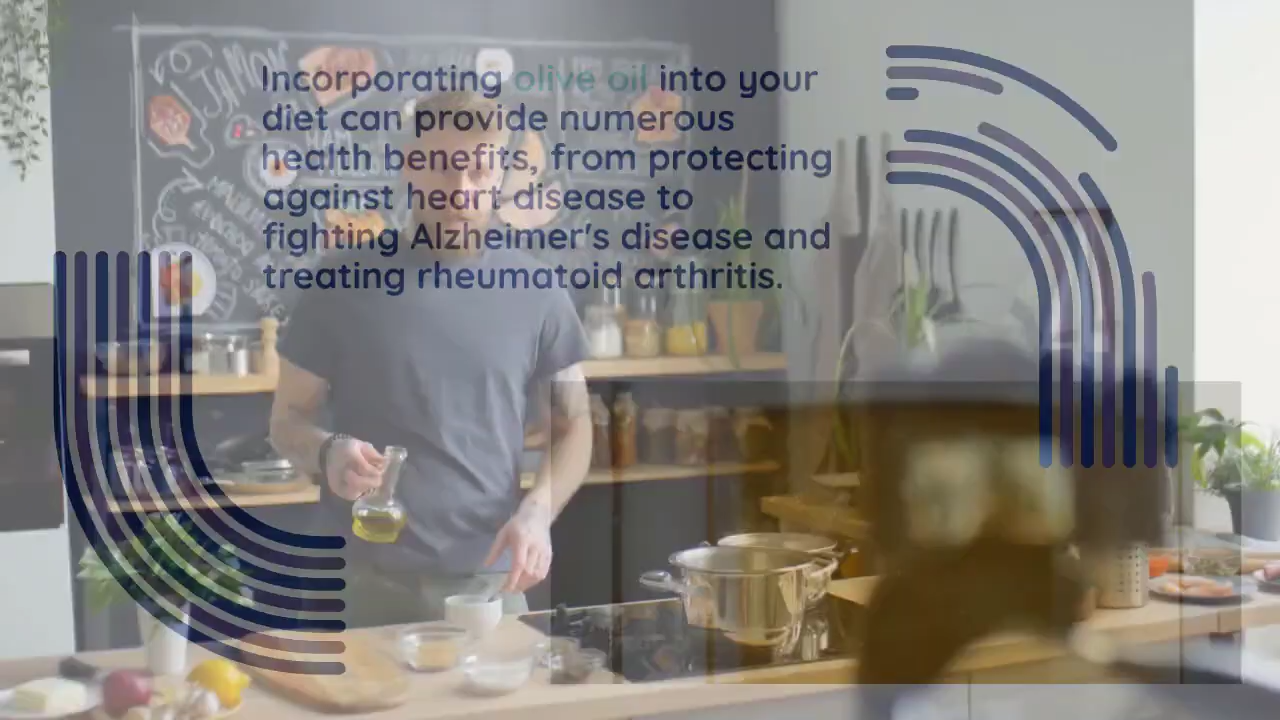 Incorporating olive oil into your
diet can provide numerous
health benefits, from protecting
against heart disease to
fighting Alzheimer's disease and
treating rheumatoid arthritis.